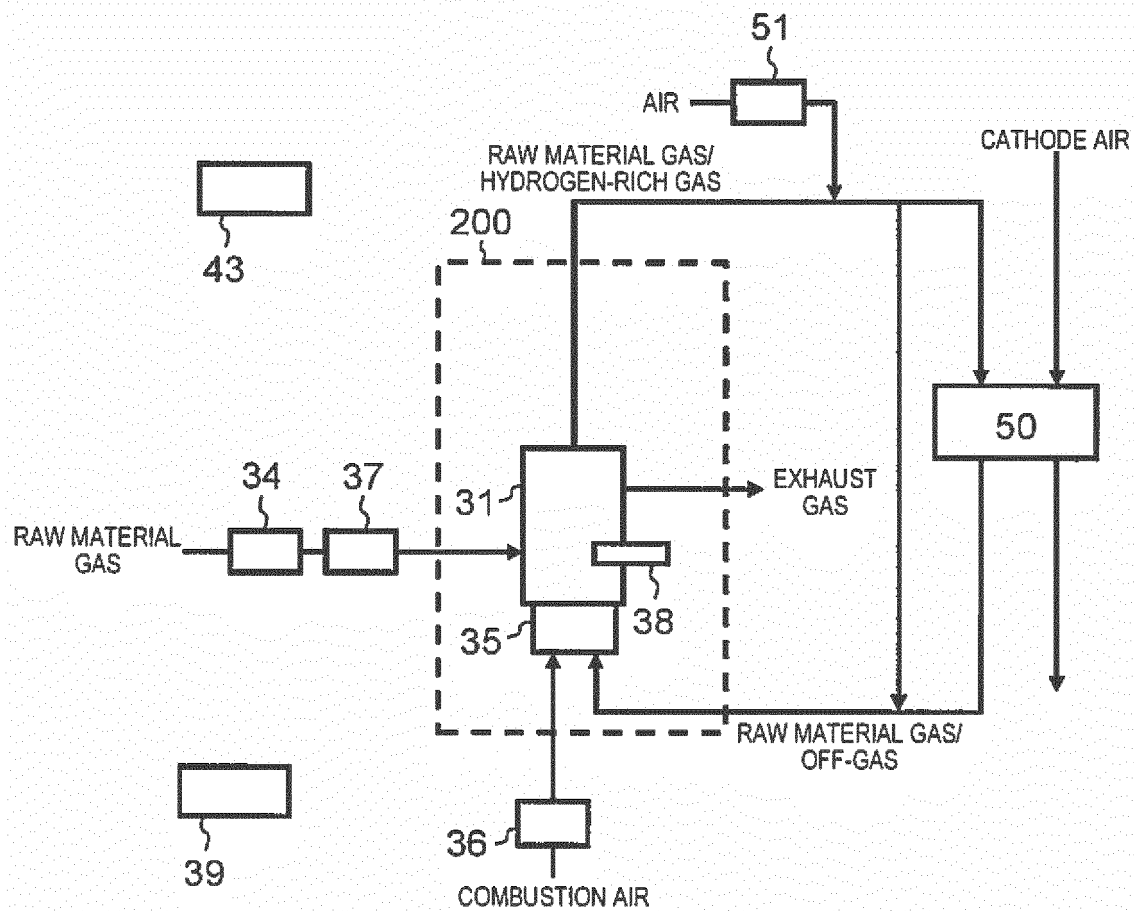 51
AIR
CATHODE AIR
RAW MATERIAL GAS/
HYDROGEN-RICH GAS
200
43
50
34
37
31
EXHAUST
GAS
RAW MATERIAL
GAS
38
35
RAW MATERIAL GAS/
OFF-GAS
36
39
COMBUSTION AIR